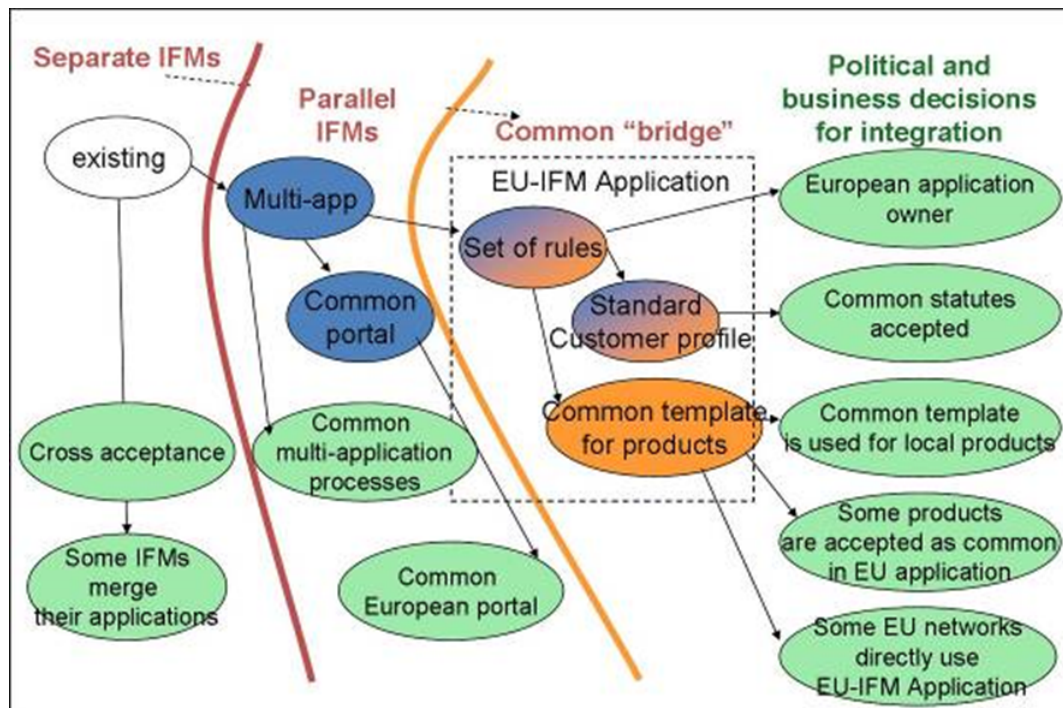 Separate IFMs
Parallel
IFMs
Common “bridge”
Political and
business decisions
for integration
existing
Multi-app
Common
portal
EU-IFM Application
Set of rules
Standard
Customer profile
Common template
for products
European application
owner
Common statutes
accepted
Common template
is used for local products
Some products
are accepted as common
in EU application
Some EU networks
directly use
EU-IFM Application
Cross acceptance
Some IFMs
merge
their applications
Common
multi-application
processes
Common
European portal